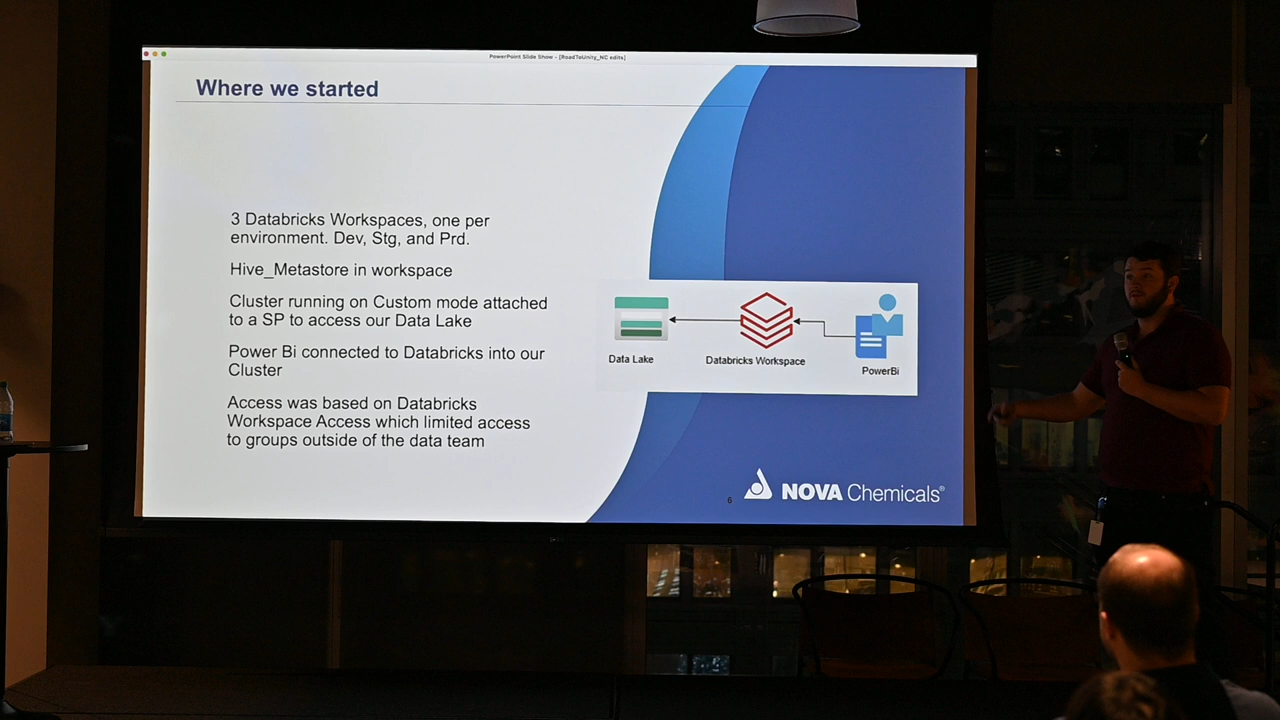 PowerPoint Slide Show - [RoadToUnity_NC edits]
Where we started
3 Databricks Workspaces, one per
environment. Dev, Stg, and Prd.
Hive_Metastore in workspace
Cluster running on Custom mode attached
to a SP to access our Data Lake
Power Bi connected to Databricks into our
Cluster
Access was based on Databricks
Workspace Access which limited access
to groups outside of the data team
Data Lake
Databricks Workspace
PowerBi
6
NOVA Chemicals®